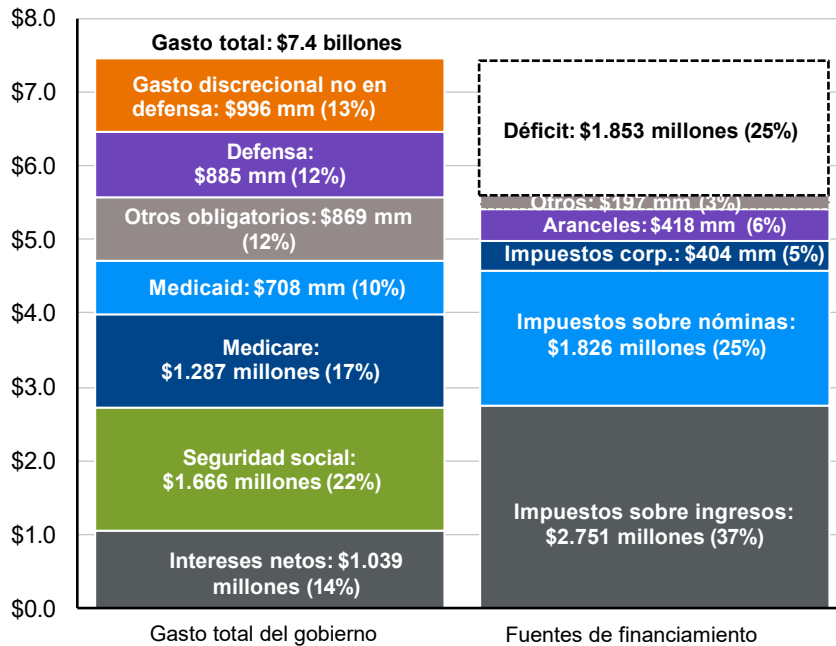 $8.0
$7.0
$6.0
$5.0
$4.0
$3.0
$2.0
$1.0
$0.0
Gasto total: $7.4 billones
Gasto discrecional no en
defensa: $996 mm (13%)
Defensa:
$885 mm (12%)
Otros obligatorios: $869 mm
(12%)
Medicaid: $708 mm (10%)
Medicare:
$1.287 millones (17%)
Seguridad social:
$1.666 millones (22%)
Intereses netos: $1.039
millones (14%)
Gasto total del gobierno
Déficit: $1.853 millones (25%)
Otros: $197 mm (3%)
Aranceles: $418 mm (6%)
Impuestos corp.: $404 mm (5%)
Impuestos sobre nóminas:
$1.826 millones (25%)
Impuestos sobre ingresos:
$2.751 millones (37%)
Fuentes de financiamiento